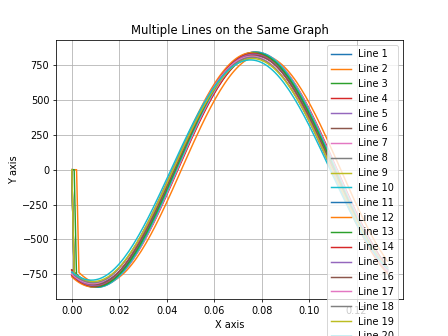 Multiple Lines on the Same Graph
Y axis
750
500
250
0
−250
−500
−750
0.00
0.02
0.04
0.06
0.08
0.10
X axis
Line 1
Line 2
Line 3
Line 4
Line 5
Line 6
Line 7
Line 8
Line 9
Line 10
Line 11
Line 12
Line 13
Line 14
Line 15
Line 16
Line 17
Line 18
Line 19
Line 20